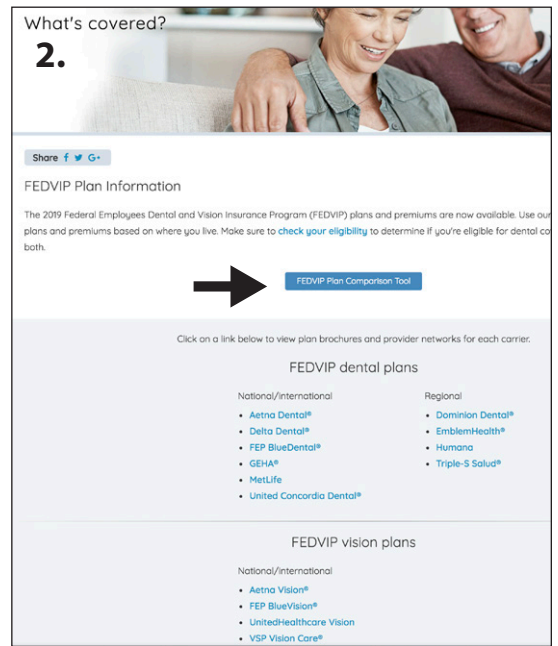 What's covered?
2.
Share f G+
FEDVIP Plan Information
The 2019 Federal Employees Dental and Vision Insurance Program (FEDVIP) plans and premiums are now available. Use our
plans and premiums based on where you live. Make sure to check your eligibility to determine if you're eligible for dental co
both.
FEDVIP Plan Comparison Tool
Click on a link below to view plan brochures and provider networks for each carrier.
FEDVIP dental plans
National/International
• Aetna Dental®
• Delta Dental®
• FEP BlueDental®
• GEHA®
• MetLife
• United Concordia Dental®
Regional
• Dominion Dental®
• EmblemHealth®
• Humana
• Triple-S Salud®
FEDVIP vision plans
National/International
• Aetna Vision®
• FEP BlueVision®
• UnitedHealthcare Vision
• VSP Vision Care®